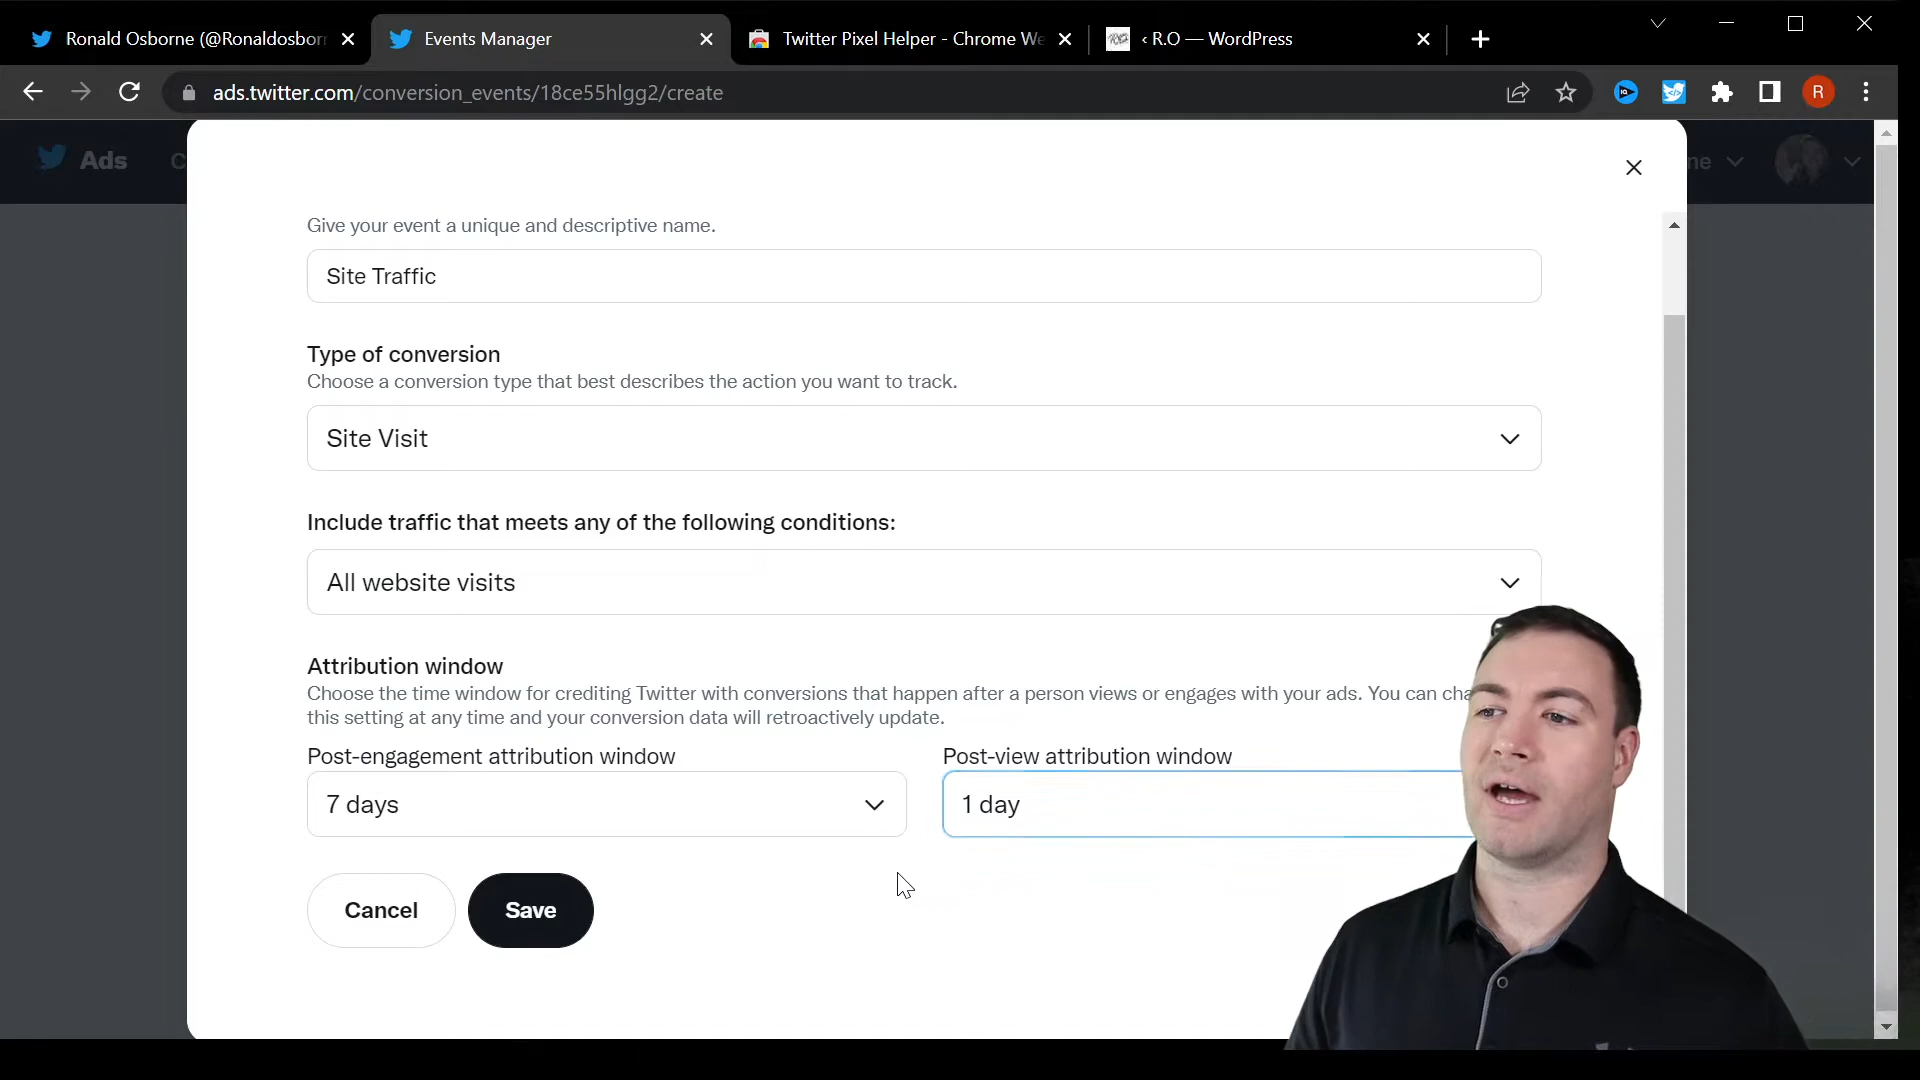 Ronald Osborne (@Ronaldosborn
Events Manager
Twitter Pixel Helper - Chrome We
‹ R.O — WordPress
ads.twitter.com/conversion_events/18ce55hlgg2/create
R
Ads
Give your event a unique and descriptive name.
Site Traffic
Type of conversion
Choose a conversion type that best describes the action you want to track.
Site Visit
Include traffic that meets any of the following conditions:
All website visits
Attribution window
Choose the time window for crediting Twitter with conversions that happen after a person views or engages with your ads. You can cha
this setting at any time and your conversion data will retroactively update.
Post-engagement attribution window
Post-view attribution window
7 days
1 day
Cancel
Save